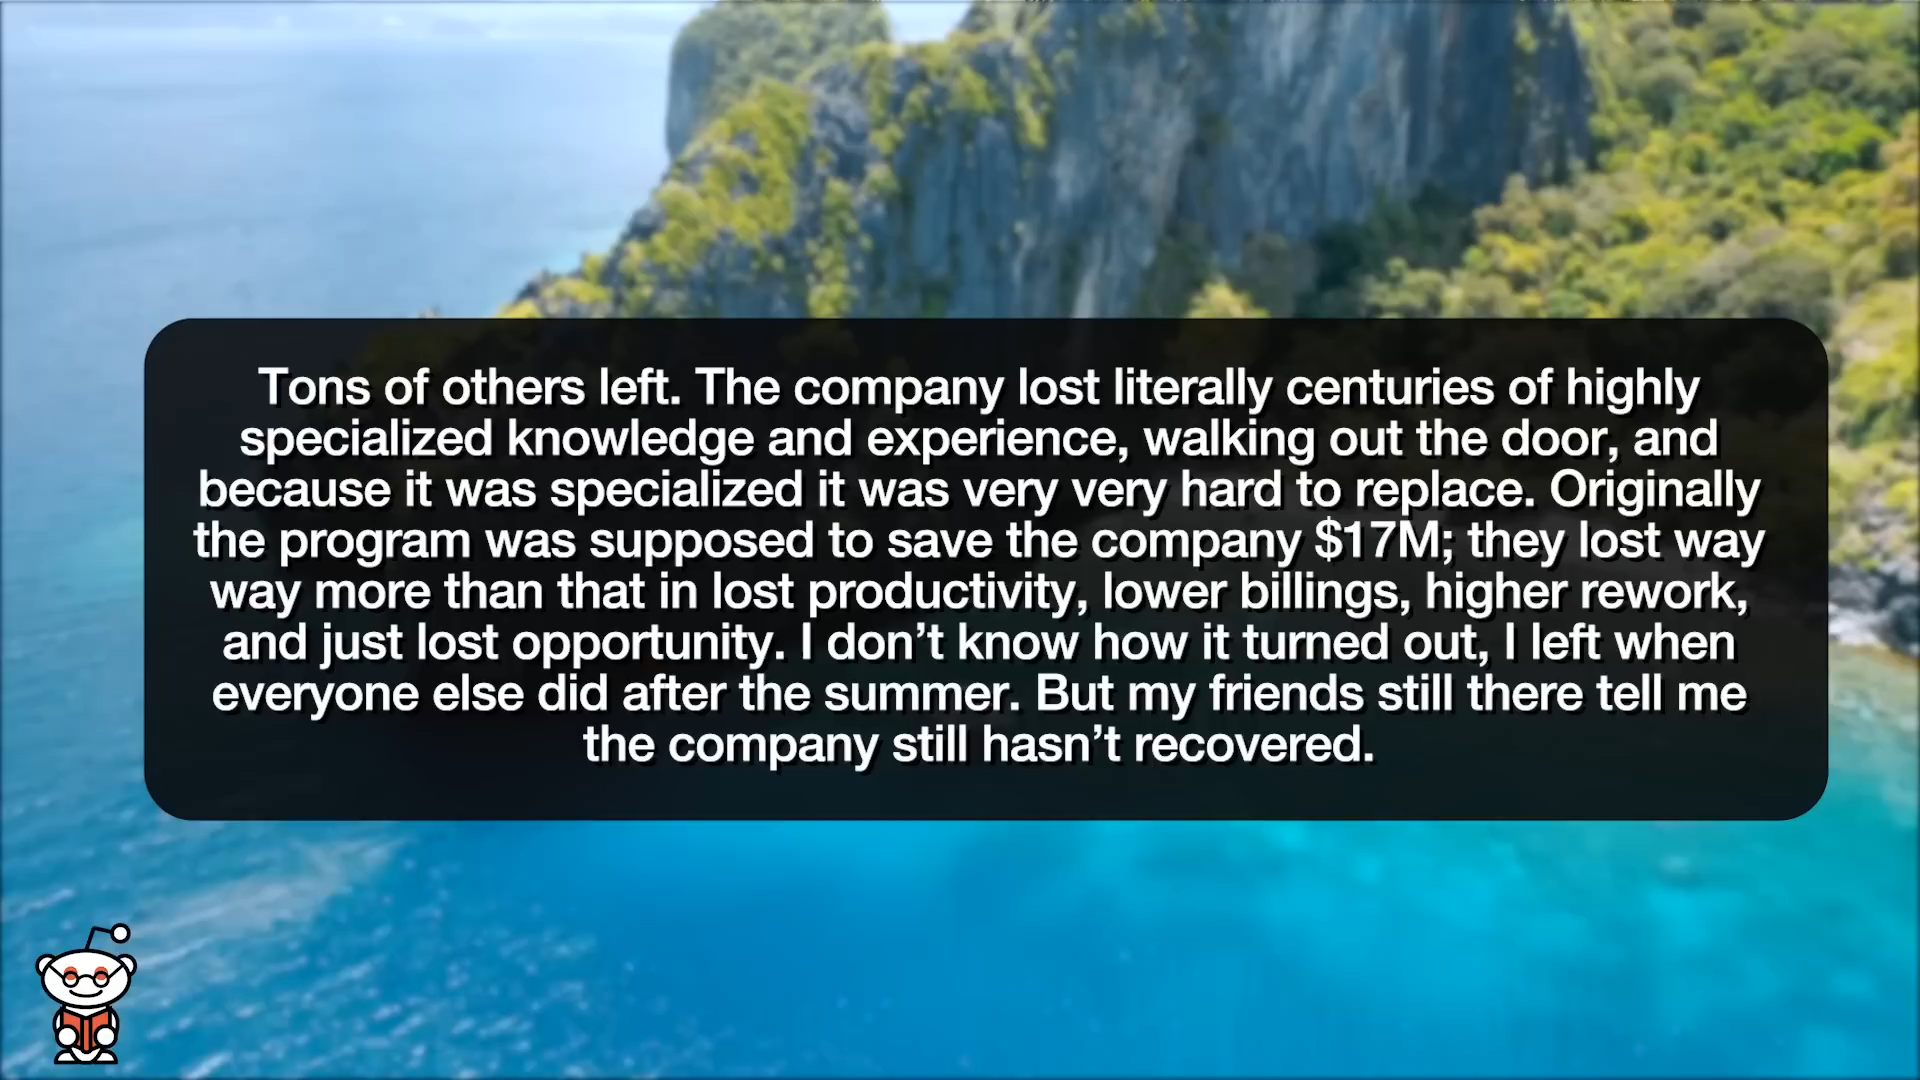 Tons of others left. The company lost literally centuries of highly
specialized knowledge and experience, walking out the door, and
because it was specialized it was very very hard to replace. Originally
the program was supposed to save the company $17M; they lost way
way more than that in lost productivity, lower billings, higher rework,
and just lost opportunity. I don’t know how it turned out, I left when
everyone else did after the summer. But my friends still there tell me
the company still hasn’t recovered.